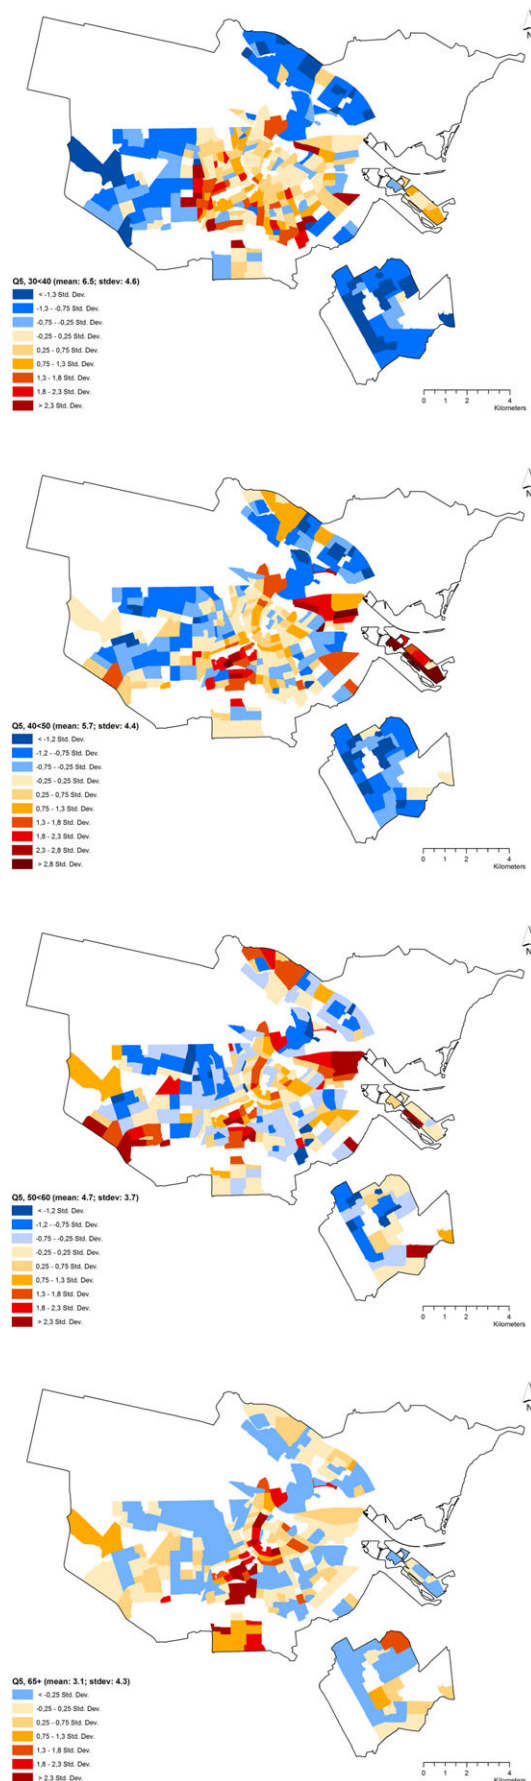 N
Q5, 30<40 (mean: 6.5; stdev: 4.6)
< -1,3 Std. Dev.
-1,3 - -0,75 Std. Dev.
-0,75 - -0,25 Std. Dev.
-0,25 - 0,25 Std. Dev.
0,25 - 0,75 Std. Dev.
0,75 - 1,3 Std. Dev.
1,3 - 1,8 Std. Dev.
1,8 - 2,3 Std. Dev.
> 2,3 Std. Dev.
0 2 4
Kilometers
N
Q5, 40<50 (mean: 5.7; stdev: 4.4)
< -1,2 Std. Dev.
-1,2 - -0,75 Std. Dev.
-0,75 - -0,25 Std. Dev.
-0,25 - 0,25 Std. Dev.
0,25 - 0,75 Std. Dev.
0,75 - 1,3 Std. Dev.
1,3 - 1,8 Std. Dev.
1,8 - 2,3 Std. Dev.
2,3 - 2,8 Std. Dev.
> 2,8 Std. Dev.
0 2 4
Kilometers
N
Q5, 50<60 (mean: 4.7; stdev: 3.7)
< -1,2 Std. Dev.
-1,2 - -0,75 Std. Dev.
-0,75 - -0,25 Std. Dev.
-0,25 - 0,25 Std. Dev.
0,25 - 0,75 Std. Dev.
0,75 - 1,3 Std. Dev.
1,3 - 1,8 Std. Dev.
1,8 - 2,3 Std. Dev.
> 2,3 Std. Dev.
0 2 4
Kilometers
N
Q5, 65+ (mean: 3.1; stdev: 4.3)
< -0,25 Std. Dev.
-0,25 - 0,25 Std. Dev.
0,25 - 0,75 Std. Dev.
0,75 - 1,3 Std. Dev.
1,3 - 1,8 Std. Dev.
1,8 - 2,3 Std. Dev.
> 2,3 Std. Dev.
0 2 4
Kilometers